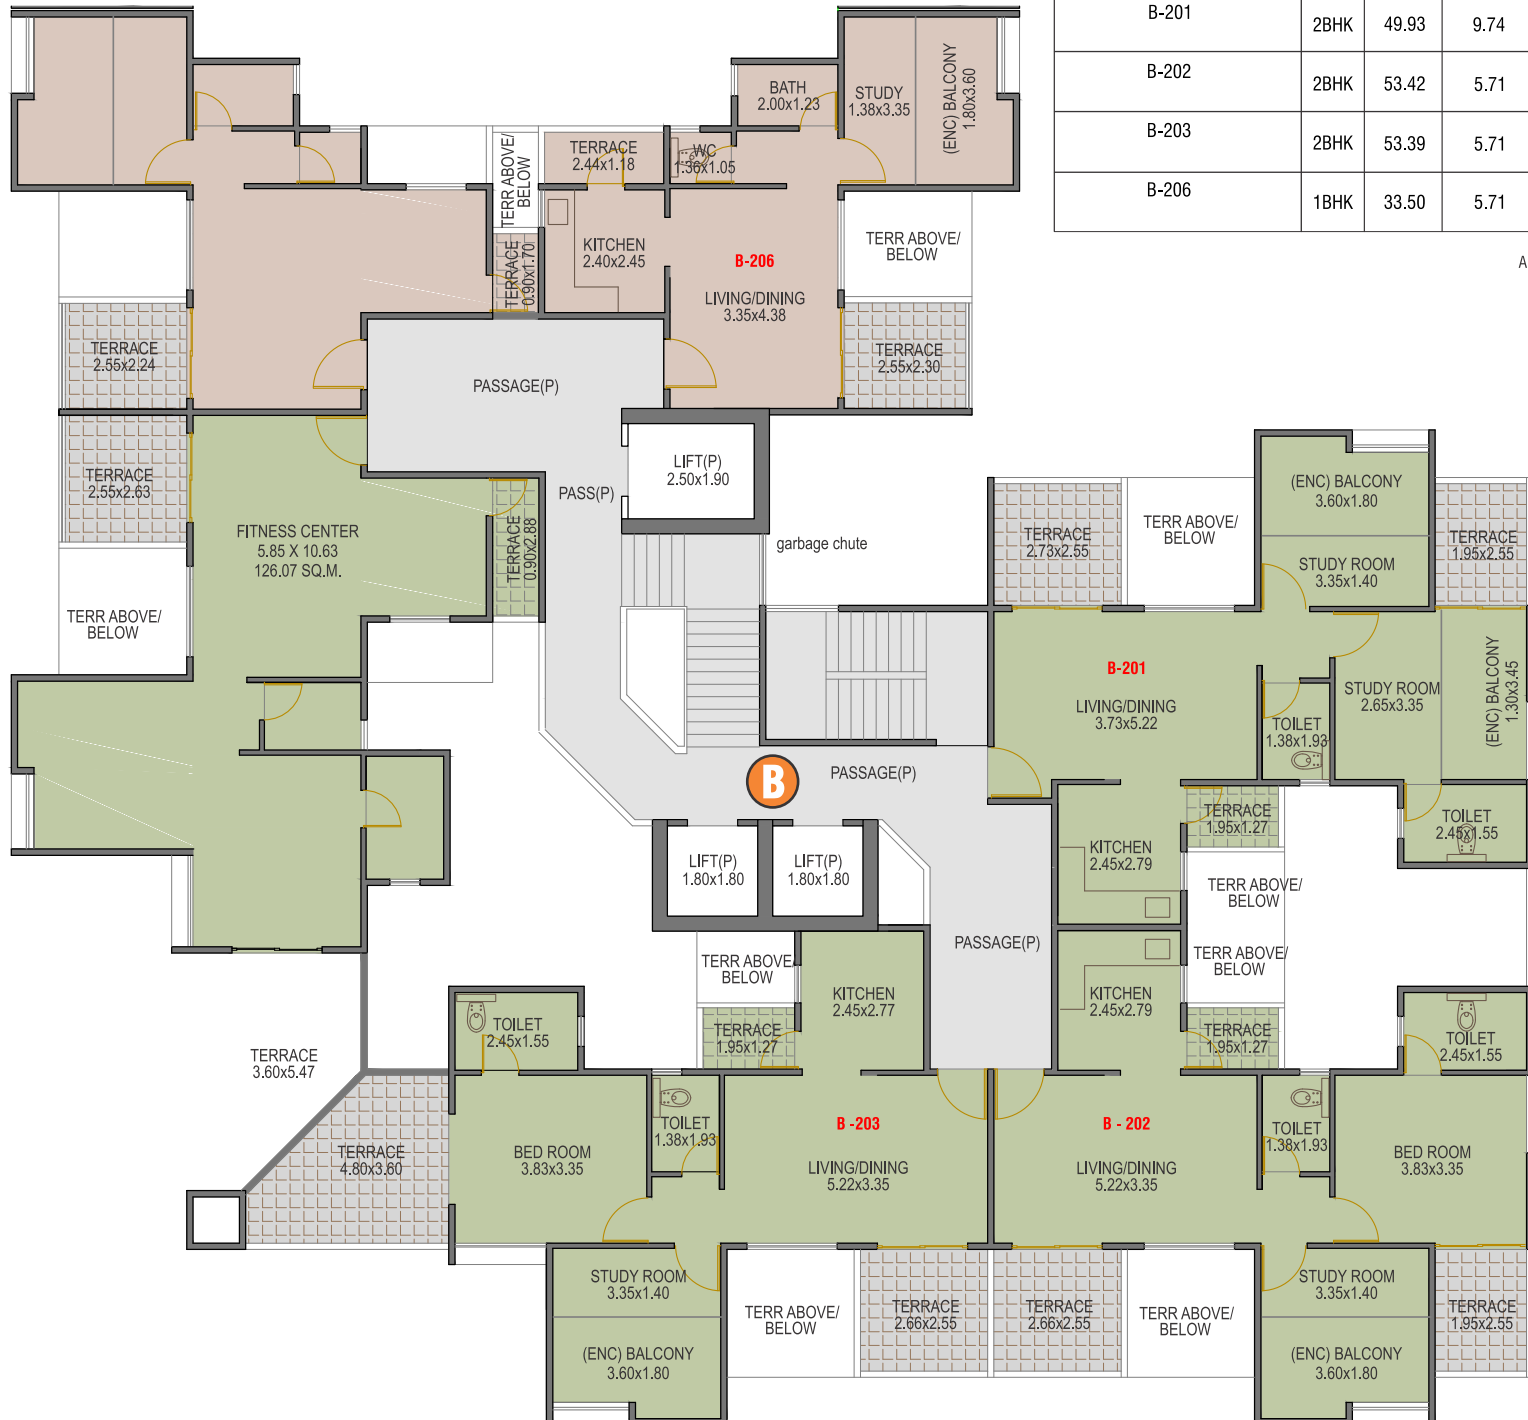 B-201 2BHK 49.93 9.74
B-202 2BHK 53.42 5.71
B-203 2BHK 53.39 5.71
B-206 1BHK 33.50 5.71
A
BATH
2.00x1.23
STUDY
1.38x3.35
(ENC) BALCONY
1.80x3.60
TERRACE
2.44x1.18
WC
1.36x1.05
TERR ABOVE/
BELOW
TERRACE
0.90x1.70
KITCHEN
2.40x2.45
B-206
LIVING/DINING
3.35x4.38
TERR ABOVE/
BELOW
TERRACE
2.55x2.24
TERRACE
2.55x2.30
PASSAGE(P)
TERRACE
2.55x2.63
LIFT(P)
2.50x1.90
PASS(P)
FITNESS CENTER
5.85 X 10.63
126.07 SQ.M.
TERRACE
0.90x2.88
garbage chute
TERR ABOVE/
BELOW
TERRACE
2.73x2.55
TERR ABOVE/
BELOW
(ENC) BALCONY
3.60x1.80
STUDY ROOM
3.35x1.40
TERRACE
1.95x2.55
B-201
LIVING/DINING
3.73x5.22
TOILET
1.38x1.93
STUDY ROOM
2.65x3.35
(ENC) BALCONY
1.30x3.45
B
PASSAGE(P)
TERRACE
1.95x1.27
TOILET
2.45x1.55
KITCHEN
2.45x2.79
LIFT(P)
1.80x1.80
LIFT(P)
1.80x1.80
TERR ABOVE/
BELOW
PASSAGE(P)
TERR ABOVE/
BELOW
TERR ABOVE/
BELOW
KITCHEN
2.45x2.77
KITCHEN
2.45x2.79
TOILET
2.45x1.55
TERRACE
1.95x1.27
TERRACE
1.95x1.27
TOILET
2.45x1.55
TERRACE
3.60x5.47
TERRACE
4.80x3.60
BED ROOM
3.83x3.35
TOILET
1.38x1.93
B -203
LIVING/DINING
5.22x3.35
B - 202
LIVING/DINING
5.22x3.35
TOILET
1.38x1.93
BED ROOM
3.83x3.35
STUDY ROOM
3.35x1.40
(ENC) BALCONY
3.60x1.80
TERR ABOVE/
BELOW
TERRACE
2.66x2.55
TERRACE
2.66x2.55
TERR ABOVE/
BELOW
STUDY ROOM
3.35x1.40
(ENC) BALCONY
3.60x1.80
TERRACE
1.95x2.55